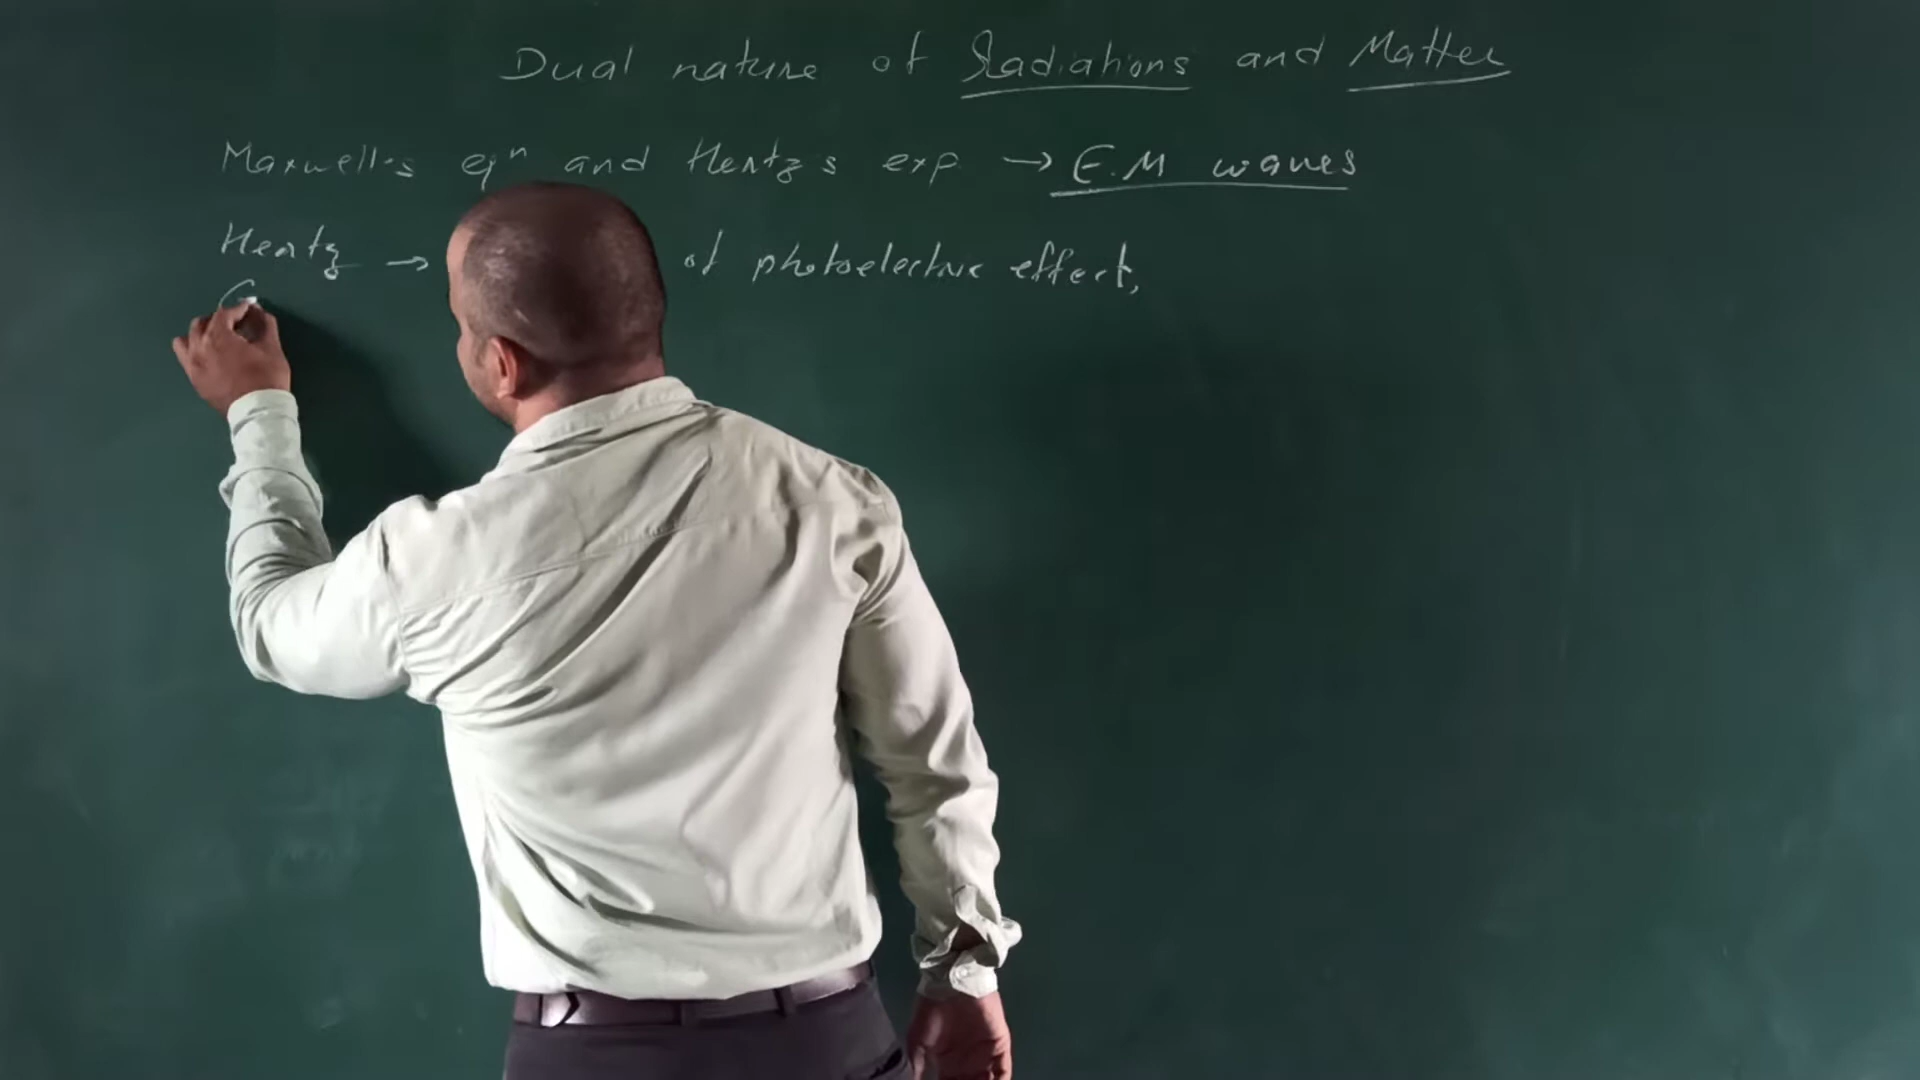 Dual nature of Radiations and Matter
Maxwell's eqⁿ and Hertz's exp → E.M waves
Hertz → of photoelectric effect,